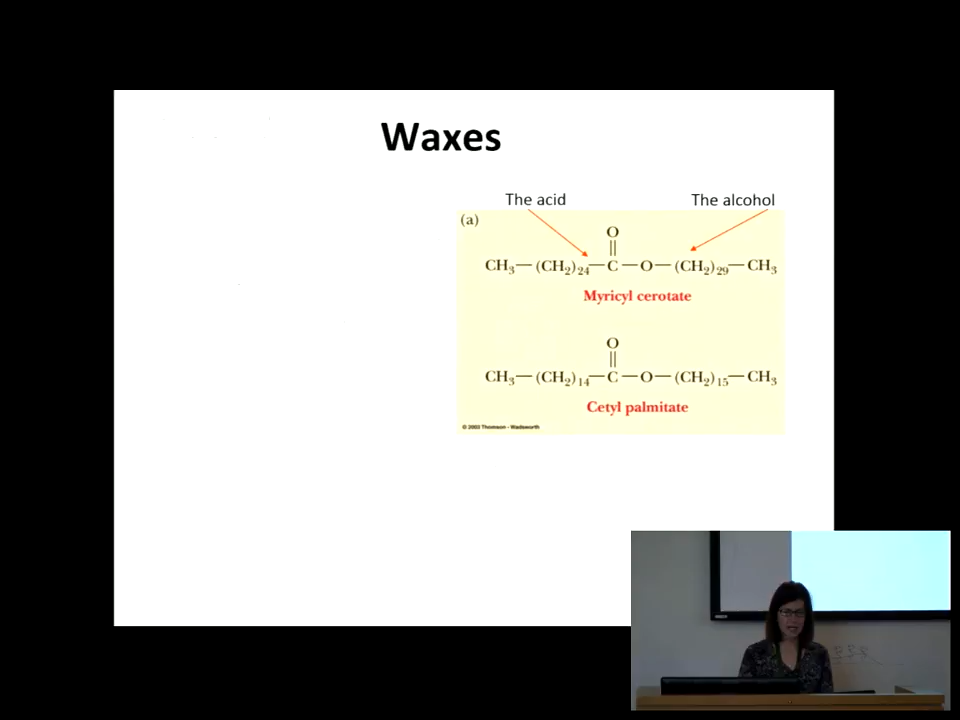 Waxes
The acid
The alcohol
(a)
O
CH₃—(CH₂)₂₄—C—O—(CH₂)₂₉—CH₃
Myricyl cerotate
O
CH₃—(CH₂)₁₄—C—O—(CH₂)₁₅—CH₃
Cetyl palmitate
© 2003 Thomson - Wadsworth